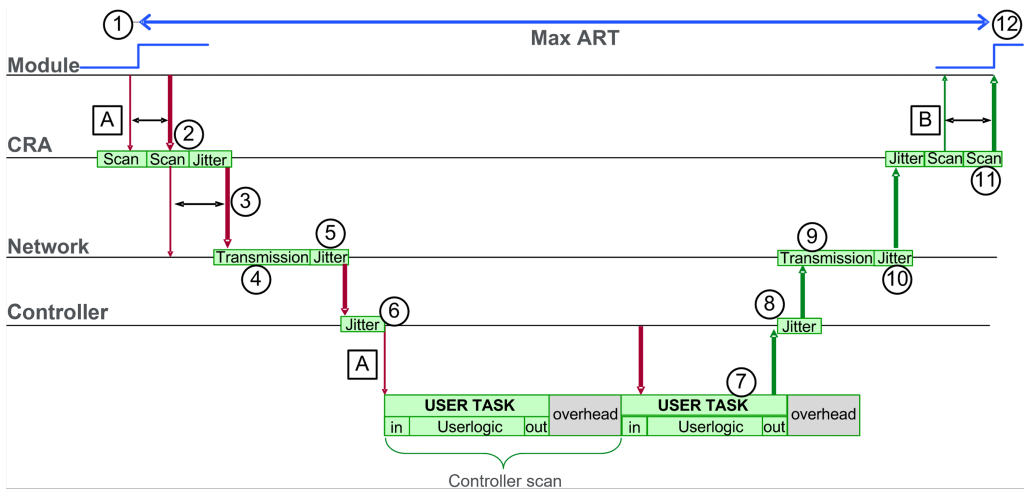 1
12
Max ART
Module
A
B
2
CRA
Scan Scan Jitter
Jitter Scan Scan
11
3
5
9
Network
Transmission Jitter
Transmission Jitter
4
10
6
8
Controller
Jitter
Jitter
A
7
USER TASK
overhead
USER TASK
overhead
in Userlogic out
in Userlogic out
Controller scan